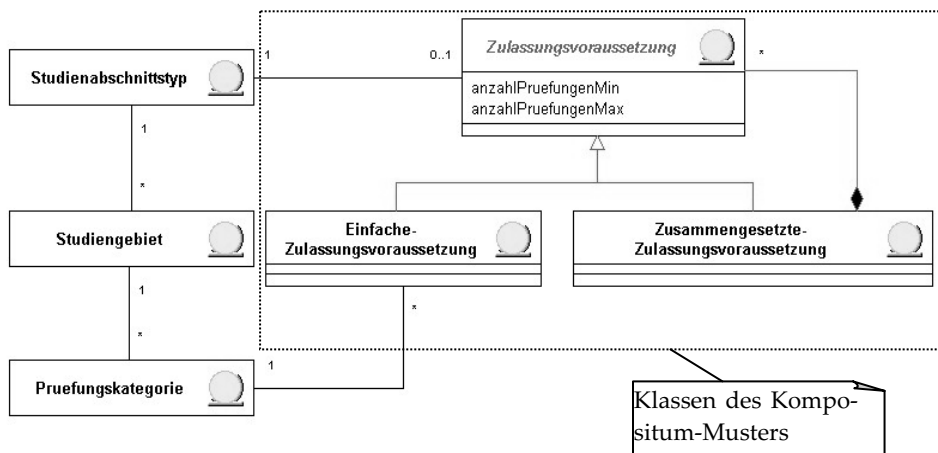 Zulassungsvoraussetzung
anzahlPruefungenMin
anzahlPruefungenMax
Studienabschnittstyp
1
0..1
*
1
*
Studiengebiet
Einfache-
Zulassungsvoraussetzung
Zusammengesetzte-
Zulassungsvoraussetzung
1
*
*
Pruefungskategorie
1
Klassen des Kompo-
situm-Musters